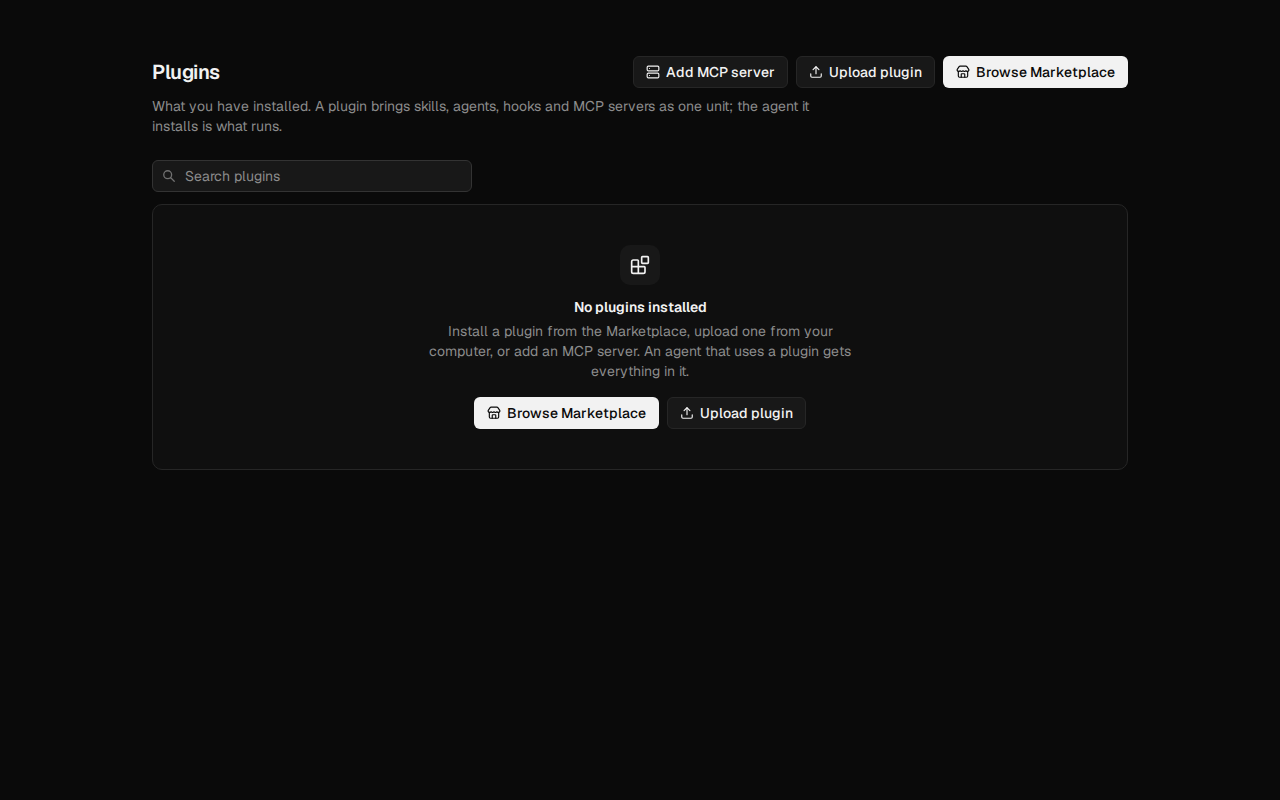 Plugins
Add MCP server
Upload plugin
Browse Marketplace
What you have installed. A plugin brings skills, agents, hooks and MCP servers as one unit; the agent it
installs is what runs.
Search plugins
No plugins installed
Install a plugin from the Marketplace, upload one from your
computer, or add an MCP server. An agent that uses a plugin gets
everything in it.
Browse Marketplace
Upload plugin